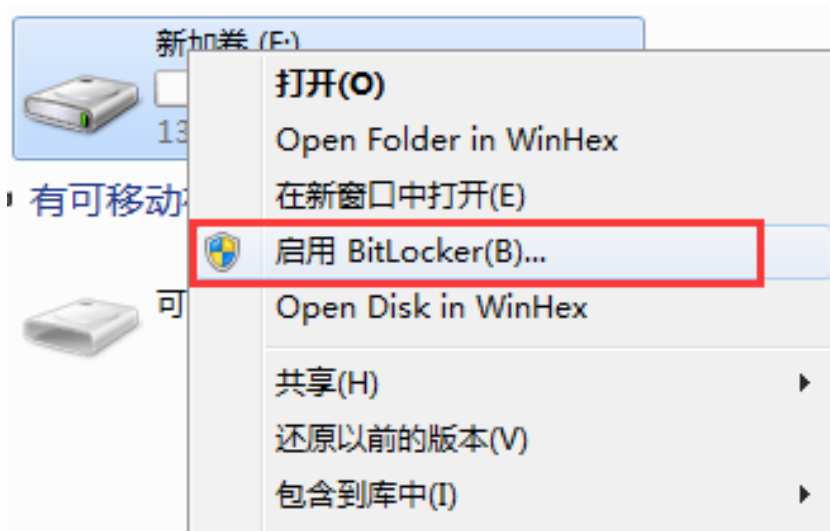 新加卷 (F:)
13
打开(O)
Open Folder in WinHex
有可移动
在新窗口中打开(E)
启用 BitLocker(B)...
可
Open Disk in WinHex
共享(H)
还原以前的版本(V)
包含到库中(I)